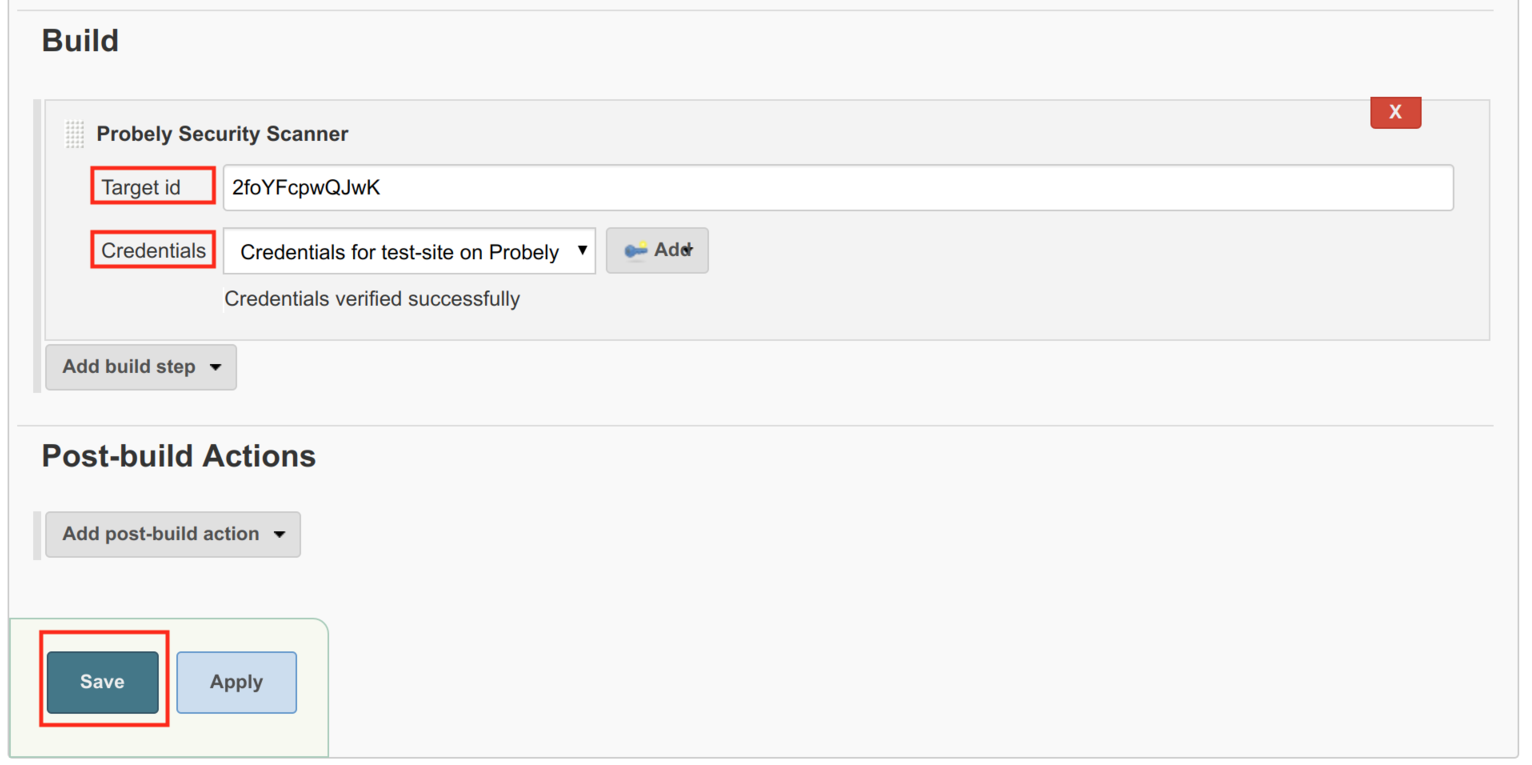 Build
X
Probely Security Scanner
Target id 2foYFcpwQJwK
Credentials Credentials for test-site on Probely Add
Credentials verified successfully
Add build step
Post-build Actions
Add post-build action
Save Apply